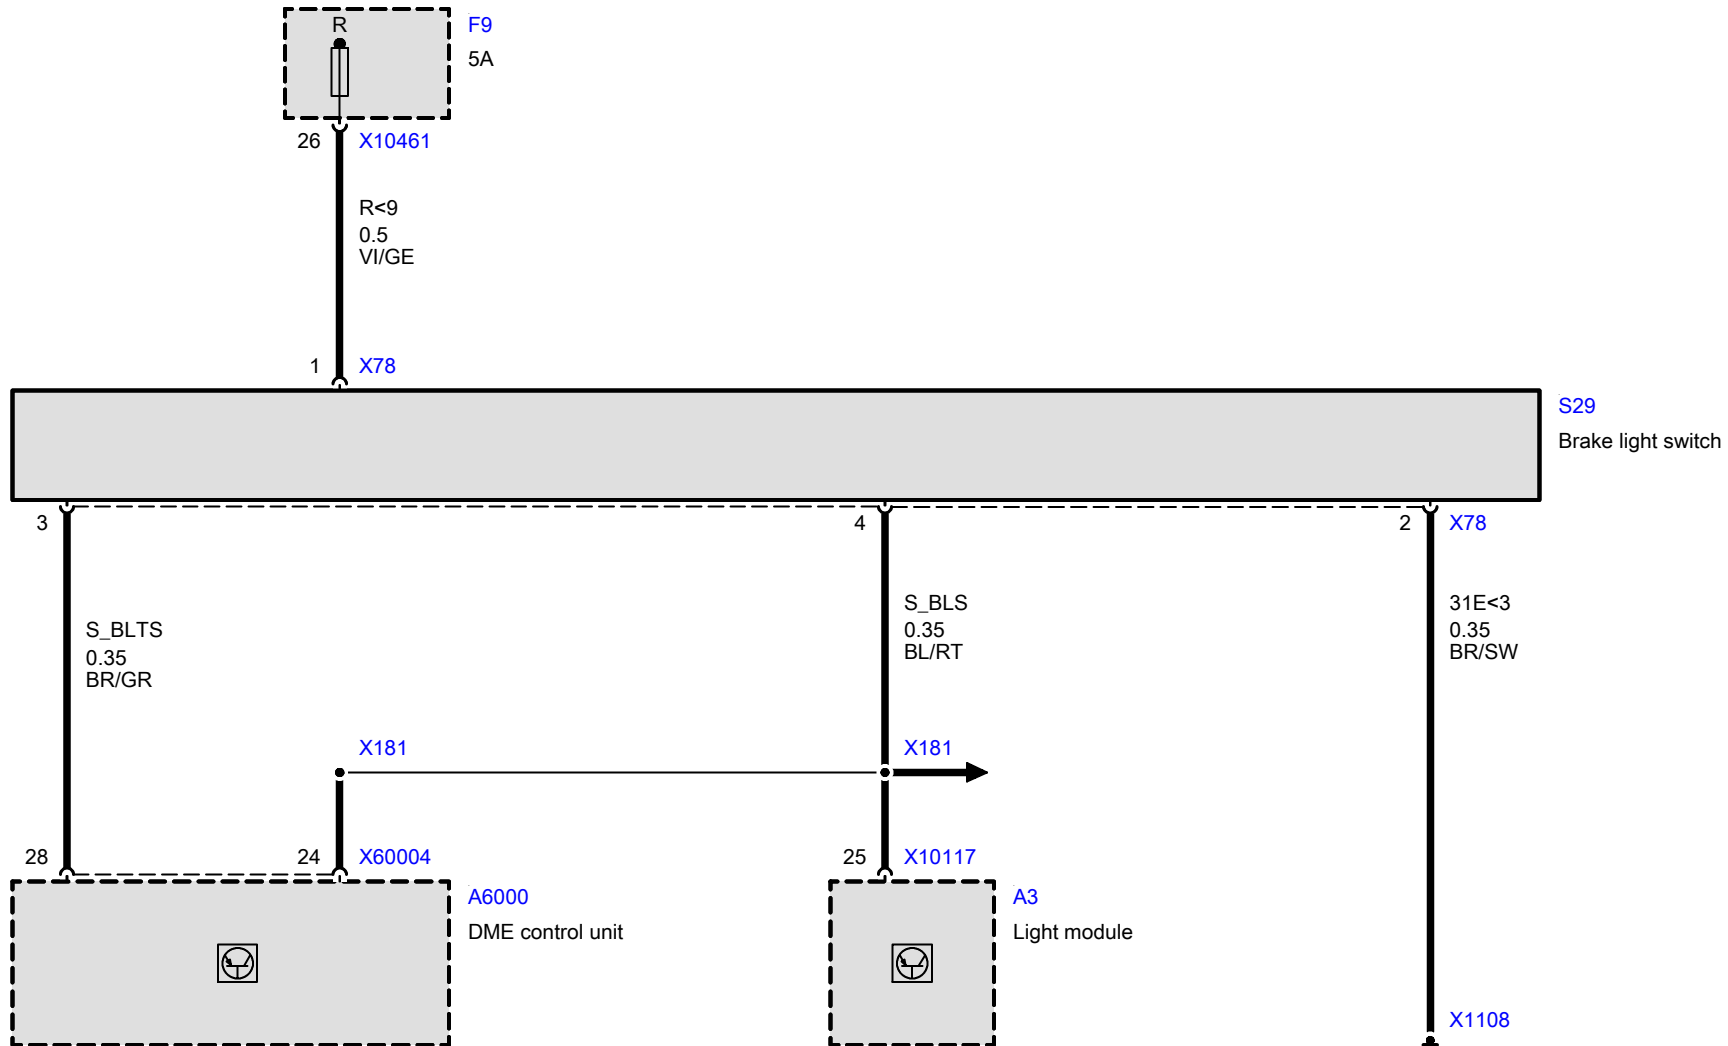 R
F9
5A
26
X10461
R<9
0.5
VI/GE
1
X78
S29
Brake light switch
3
4
2
X78
S_BLTS
0.35
BR/GR
S_BLS
0.35
BL/RT
31E<3
0.35
BR/SW
X181
X181
28
24
X60004
25
X10117
A6000
DME control unit
A3
Light module
X1108